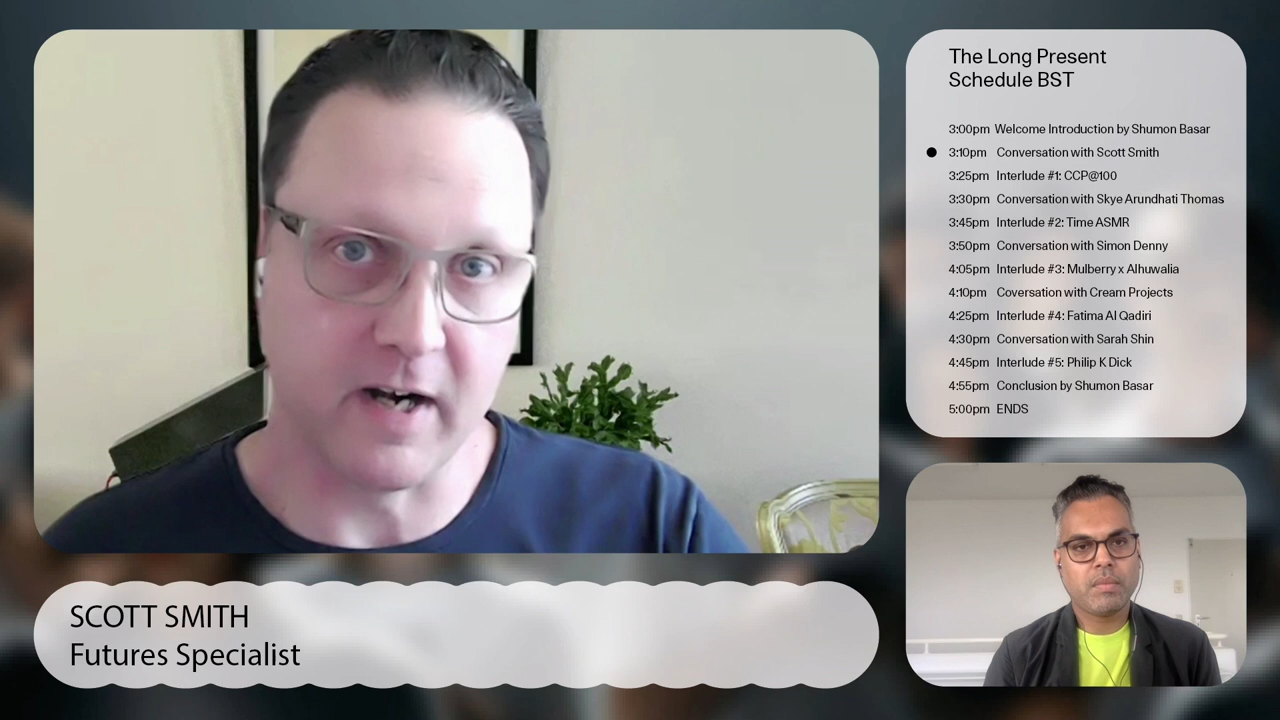 The Long Present
Schedule BST
3:00pm Welcome Introduction by Shumon Basar
3:10pm Conversation with Scott Smith
3:25pm Interlude #1: CCP@100
3:30pm Conversation with Skye Arundhati Thomas
3:45pm Interlude #2: Time ASMR
3:50pm Conversation with Simon Denny
4:05pm Interlude #3: Mulberry x Alhuwalia
4:10pm Coversation with Cream Projects
4:25pm Interlude #4: Fatima Al Qadiri
4:30pm Conversation with Sarah Shin
4:45pm Interlude #5: Philip K Dick
4:55pm Conclusion by Shumon Basar
5:00pm ENDS
SCOTT SMITH
Futures Specialist